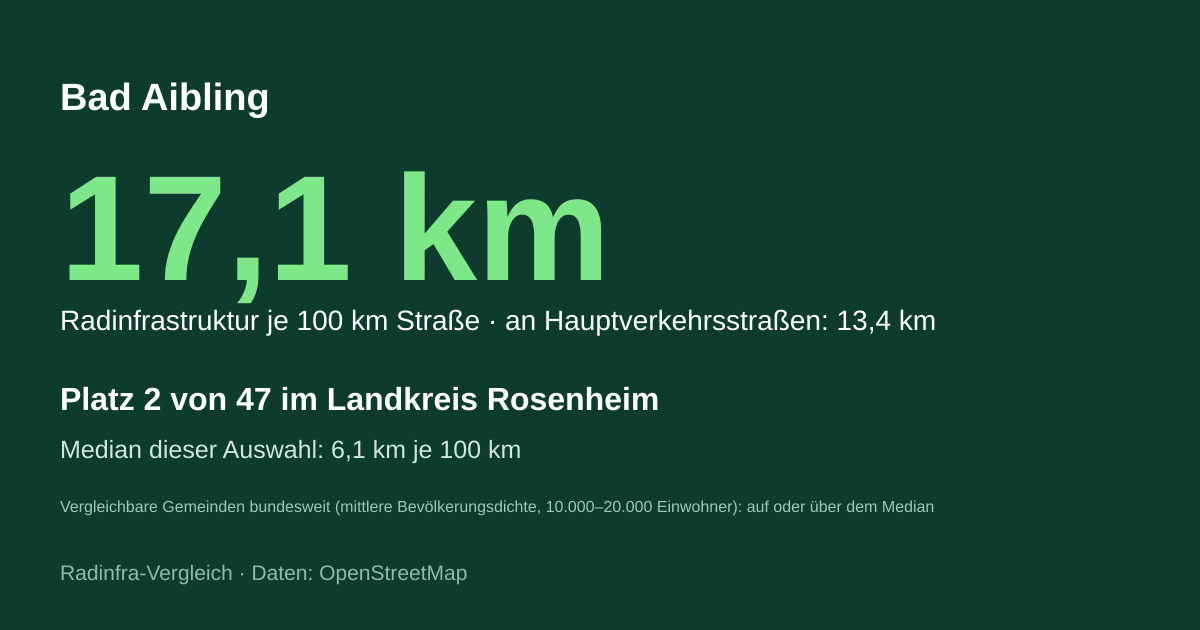 Bad Aibling
17,1 km
Radinfrastruktur je 100 km Straße · an Hauptverkehrsstraßen: 13,4 km
Platz 2 von 47 im Landkreis Rosenheim
Median dieser Auswahl: 6,1 km je 100 km
Vergleichbare Gemeinden bundesweit (mittlere Bevölkerungsdichte, 10.000–20.000 Einwohner): auf oder über dem Median
Radinfra-Vergleich · Daten: OpenStreetMap